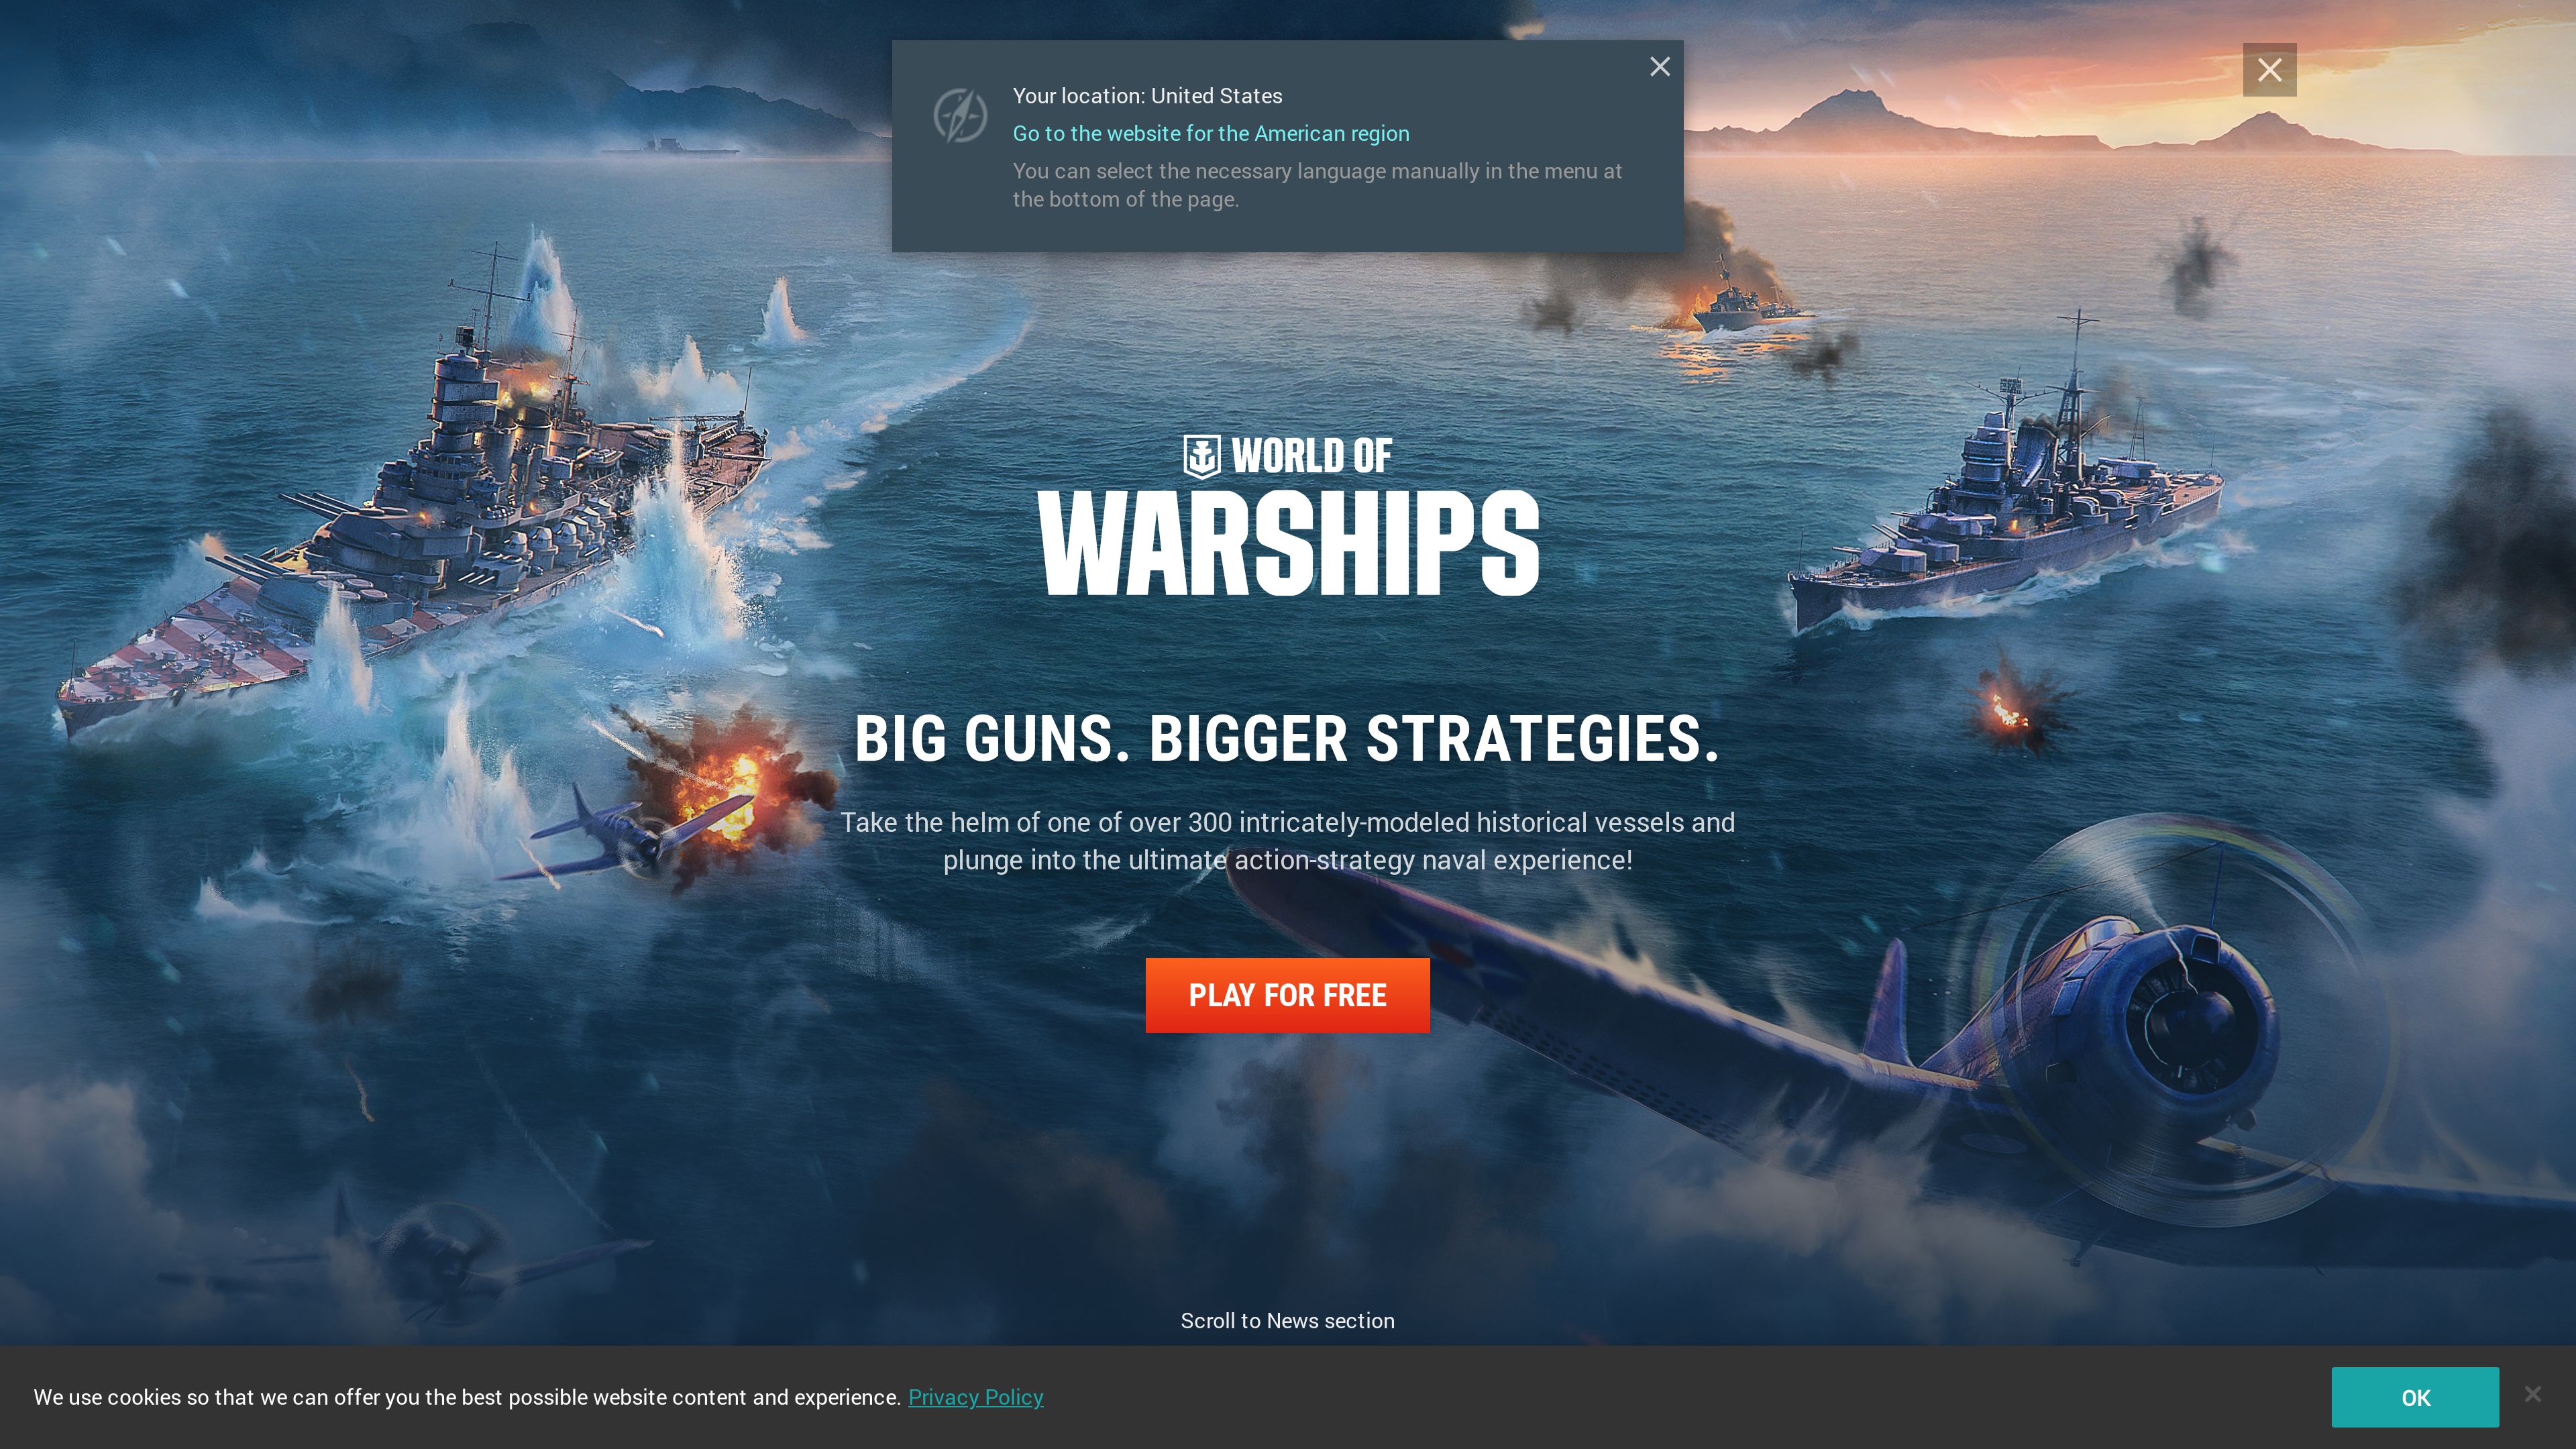 Your location: United States
Go to the website for the American region
You can select the necessary language manually in the menu at
the bottom of the page.
WORLD OF
WARSHIPS
BIG GUNS. BIGGER STRATEGIES.
Take the helm of one of over 300 intricately-modeled historical vessels and
plunge into the ultimate action-strategy naval experience!
PLAY FOR FREE
Scroll to News section
We use cookies so that we can offer you the best possible website content and experience. Privacy Policy
OK